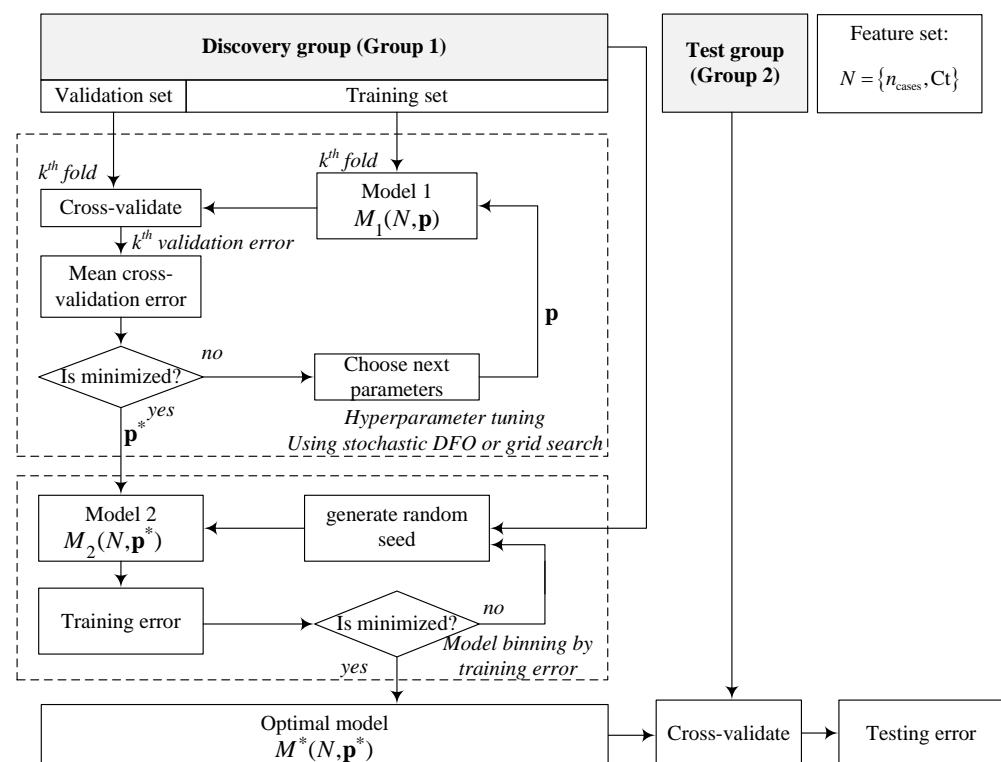 Discovery group (Group 1)
Test group
(Group 2)
Feature set:
N = {n_cases, Ct}
Validation set
Training set
k^th fold
k^th fold
Model 1
M_1(N,p)
Cross-validate
k^th validation error
Mean cross-
validation error
p
Is minimized?
no
Choose next
parameters
yes
p*
Hyperparameter tuning
Using stochastic DFO or grid search
Model 2
M_2(N,p*)
generate random
seed
Training error
Is minimized?
no
Model binning by
training error
yes
Optimal model
M*(N,p*)
Cross-validate
Testing error